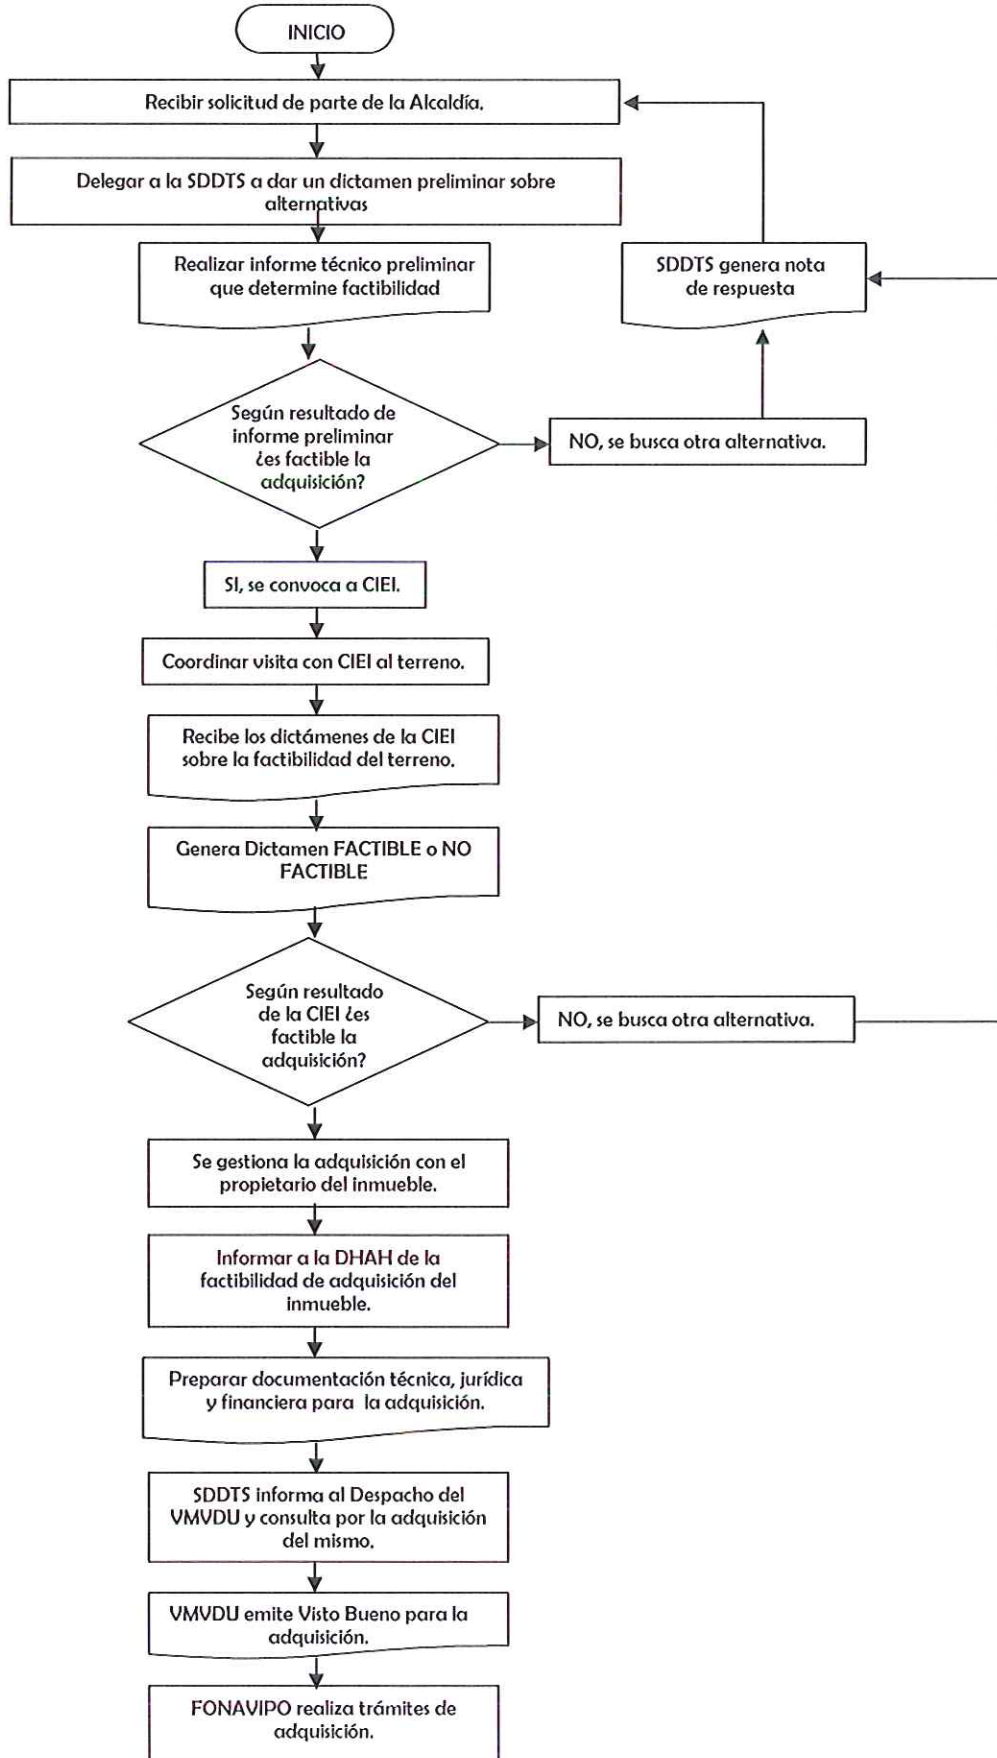 INICIO
Recibir solicitud de parte de la Alcaldía.
Delegar a la SDDTS a dar un dictamen preliminar sobre
alternativas
Realizar informe técnico preliminar
que determine factibilidad
SDDTS genera nota
de respuesta
Según resultado de
informe preliminar
¿es factible la
adquisición?
NO, se busca otra alternativa.
SI, se convoca a CIEI.
Coordinar visita con CIEI al terreno.
Recibe los dictámenes de la CIEI
sobre la factibilidad del terreno.
Genera Dictamen FACTIBLE o NO
FACTIBLE
Según resultado
de la CIEI ¿es
factible la
adquisición?
NO, se busca otra alternativa.
Se gestiona la adquisición con el
propietario del inmueble.
Informar a la DHAH de la
factibilidad de adquisición del
inmueble.
Preparar documentación técnica, jurídica
y financiera para la adquisición.
SDDTS informa al Despacho del
VMVDU y consulta por la adquisición
del mismo.
VMVDU emite Visto Bueno para la
adquisición.
FONAVIPO realiza trámites de
adquisición.